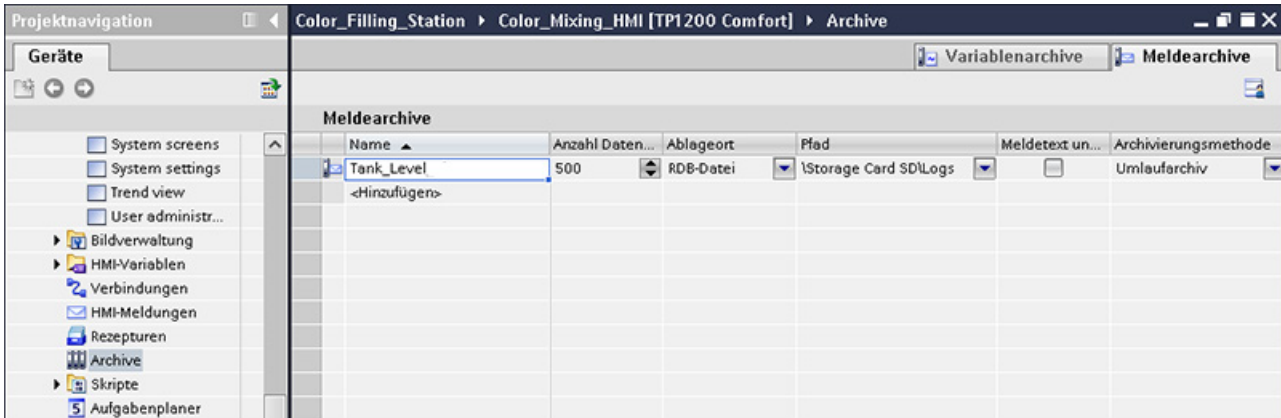 Projektnavigation
Color_Filling_Station ▸ Color_Mixing_HMI [TP1200 Comfort] ▸ Archive
Geräte
Variablenarchive
Meldearchive
Meldearchive
Name Anzahl Daten... Ablageort Pfad Meldetext un... Archivierungsmethode
Tank_Level 500 RDB-Datei \Storage Card SD\Logs Umlaufarchiv
<Hinzufügen>
System screens
System settings
Trend view
User administr...
Bildverwaltung
HMI-Variablen
Verbindungen
HMI-Meldungen
Rezepturen
Archive
Skripte
Aufgabenplaner